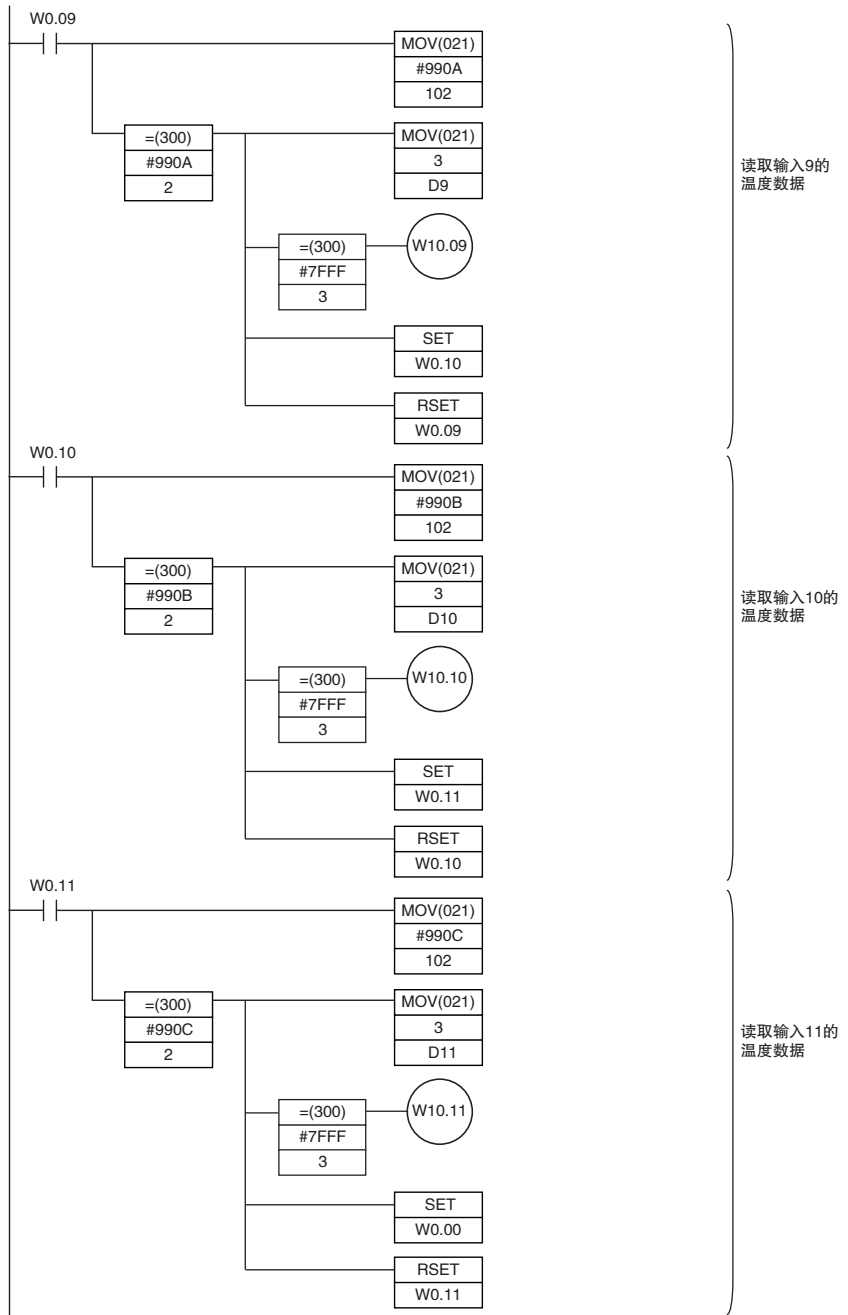 W0.09
MOV(021)
#990A
102
=(300)
#990A
2
MOV(021)
3
D9
=(300)
#7FFF
3
W10.09
SET
W0.10
RSET
W0.09
读取输入9的
温度数据
W0.10
MOV(021)
#990B
102
=(300)
#990B
2
MOV(021)
3
D10
=(300)
#7FFF
3
W10.10
SET
W0.11
RSET
W0.10
读取输入10的
温度数据
W0.11
MOV(021)
#990C
102
=(300)
#990C
2
MOV(021)
3
D11
=(300)
#7FFF
3
W10.11
SET
W0.00
RSET
W0.11
读取输入11的
温度数据